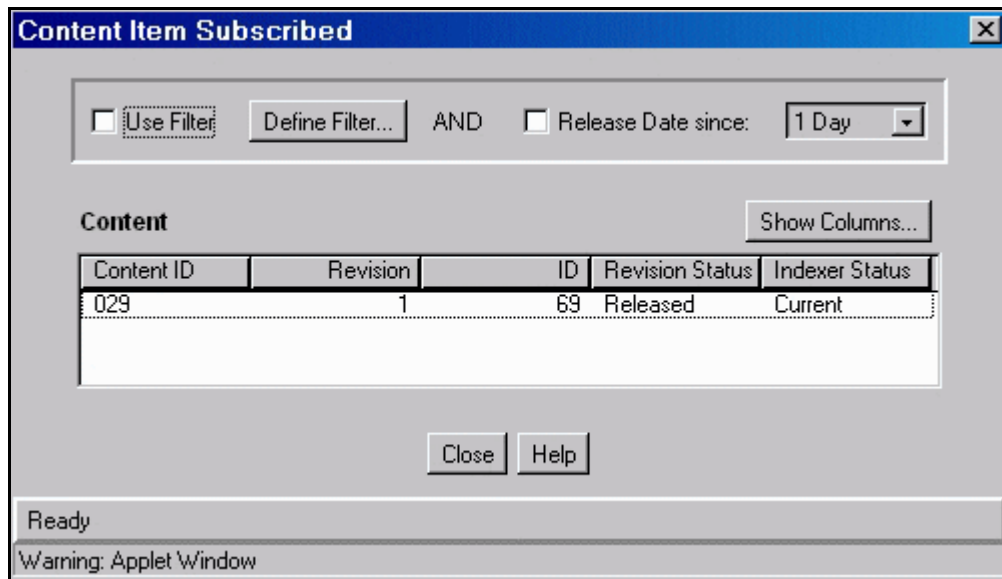 Content Item Subscribed
Use Filter Define Filter... AND Release Date since: 1 Day
Content Show Columns...
Content ID Revision ID Revision Status Indexer Status
029 1 69 Released Current
Close Help
Ready
Warning: Applet Window